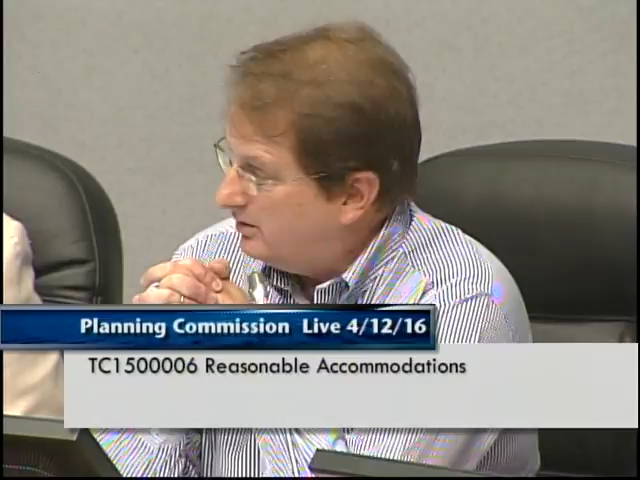 Planning Commission Live 4/12/16
TC1500006 Reasonable Accommodations